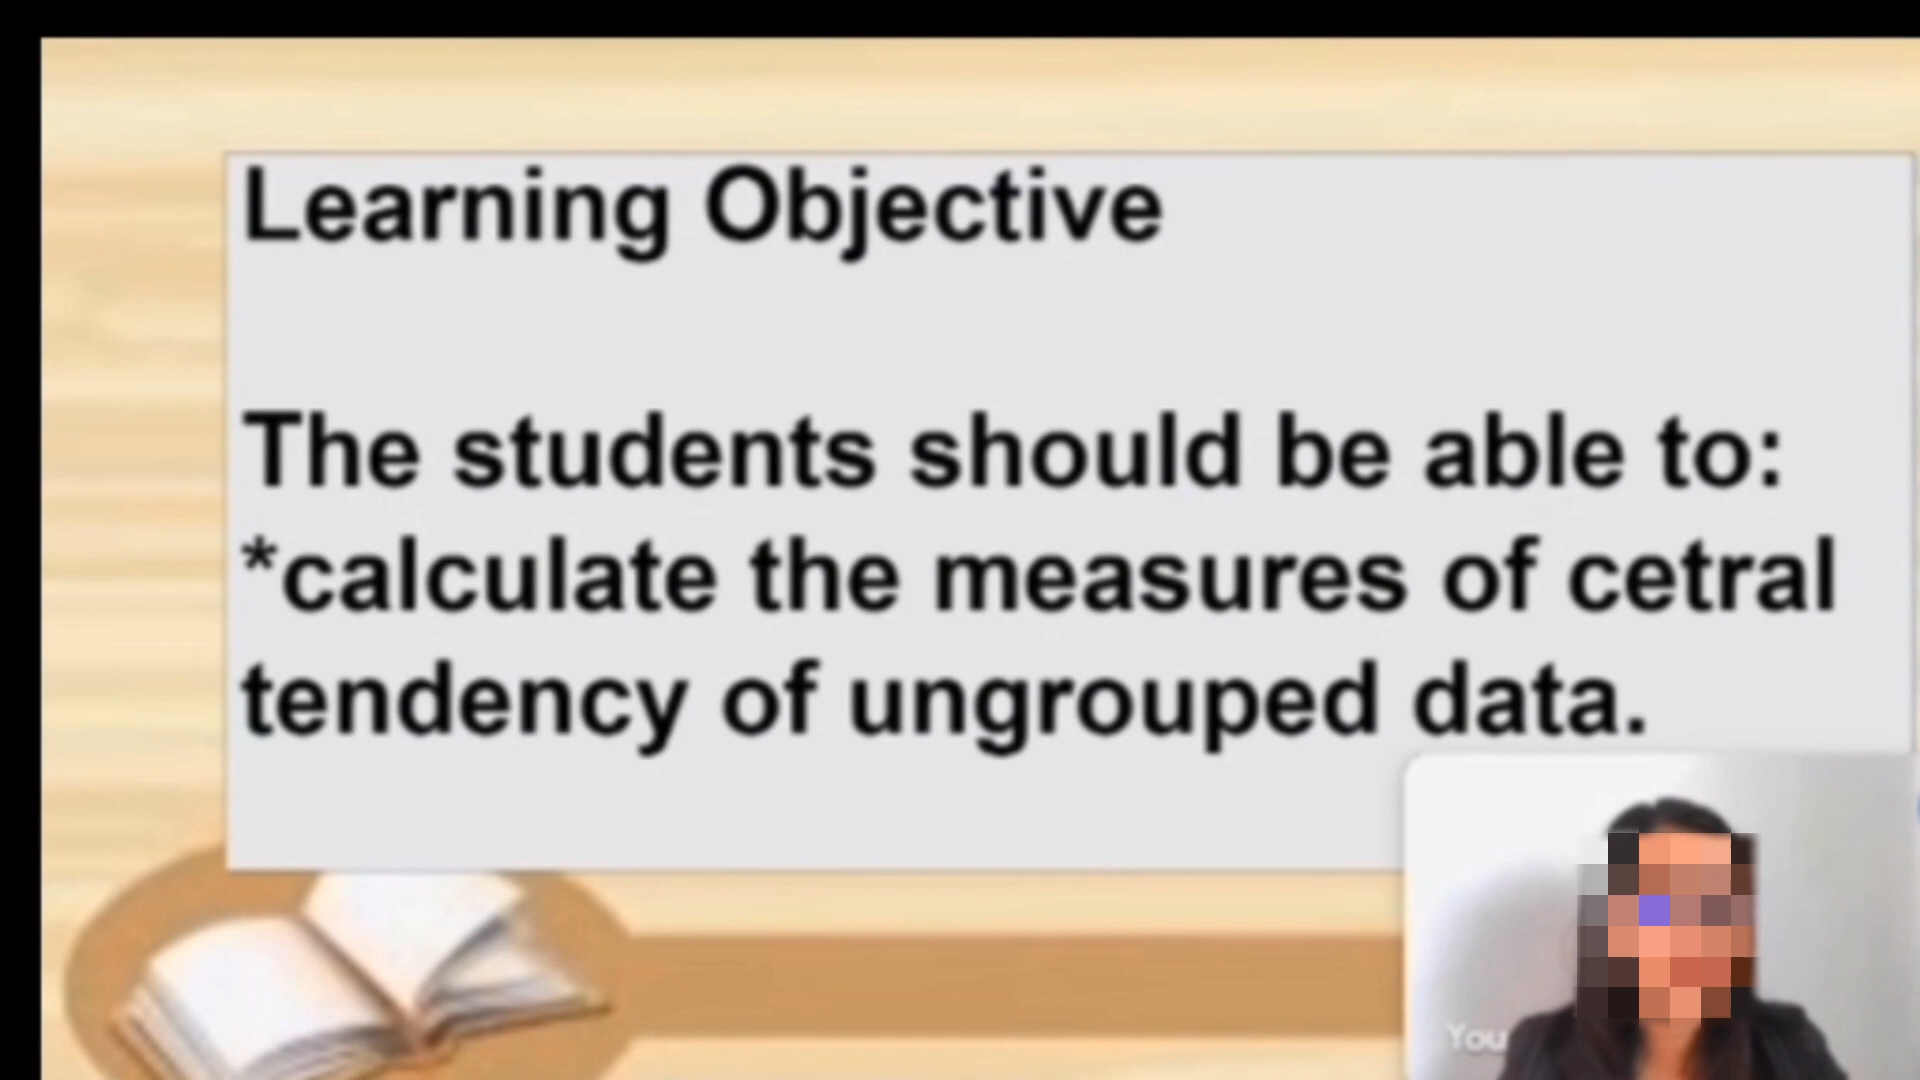 Learning Objective
The students should be able to:
*calculate the measures of cetral
tendency of ungrouped data.
You